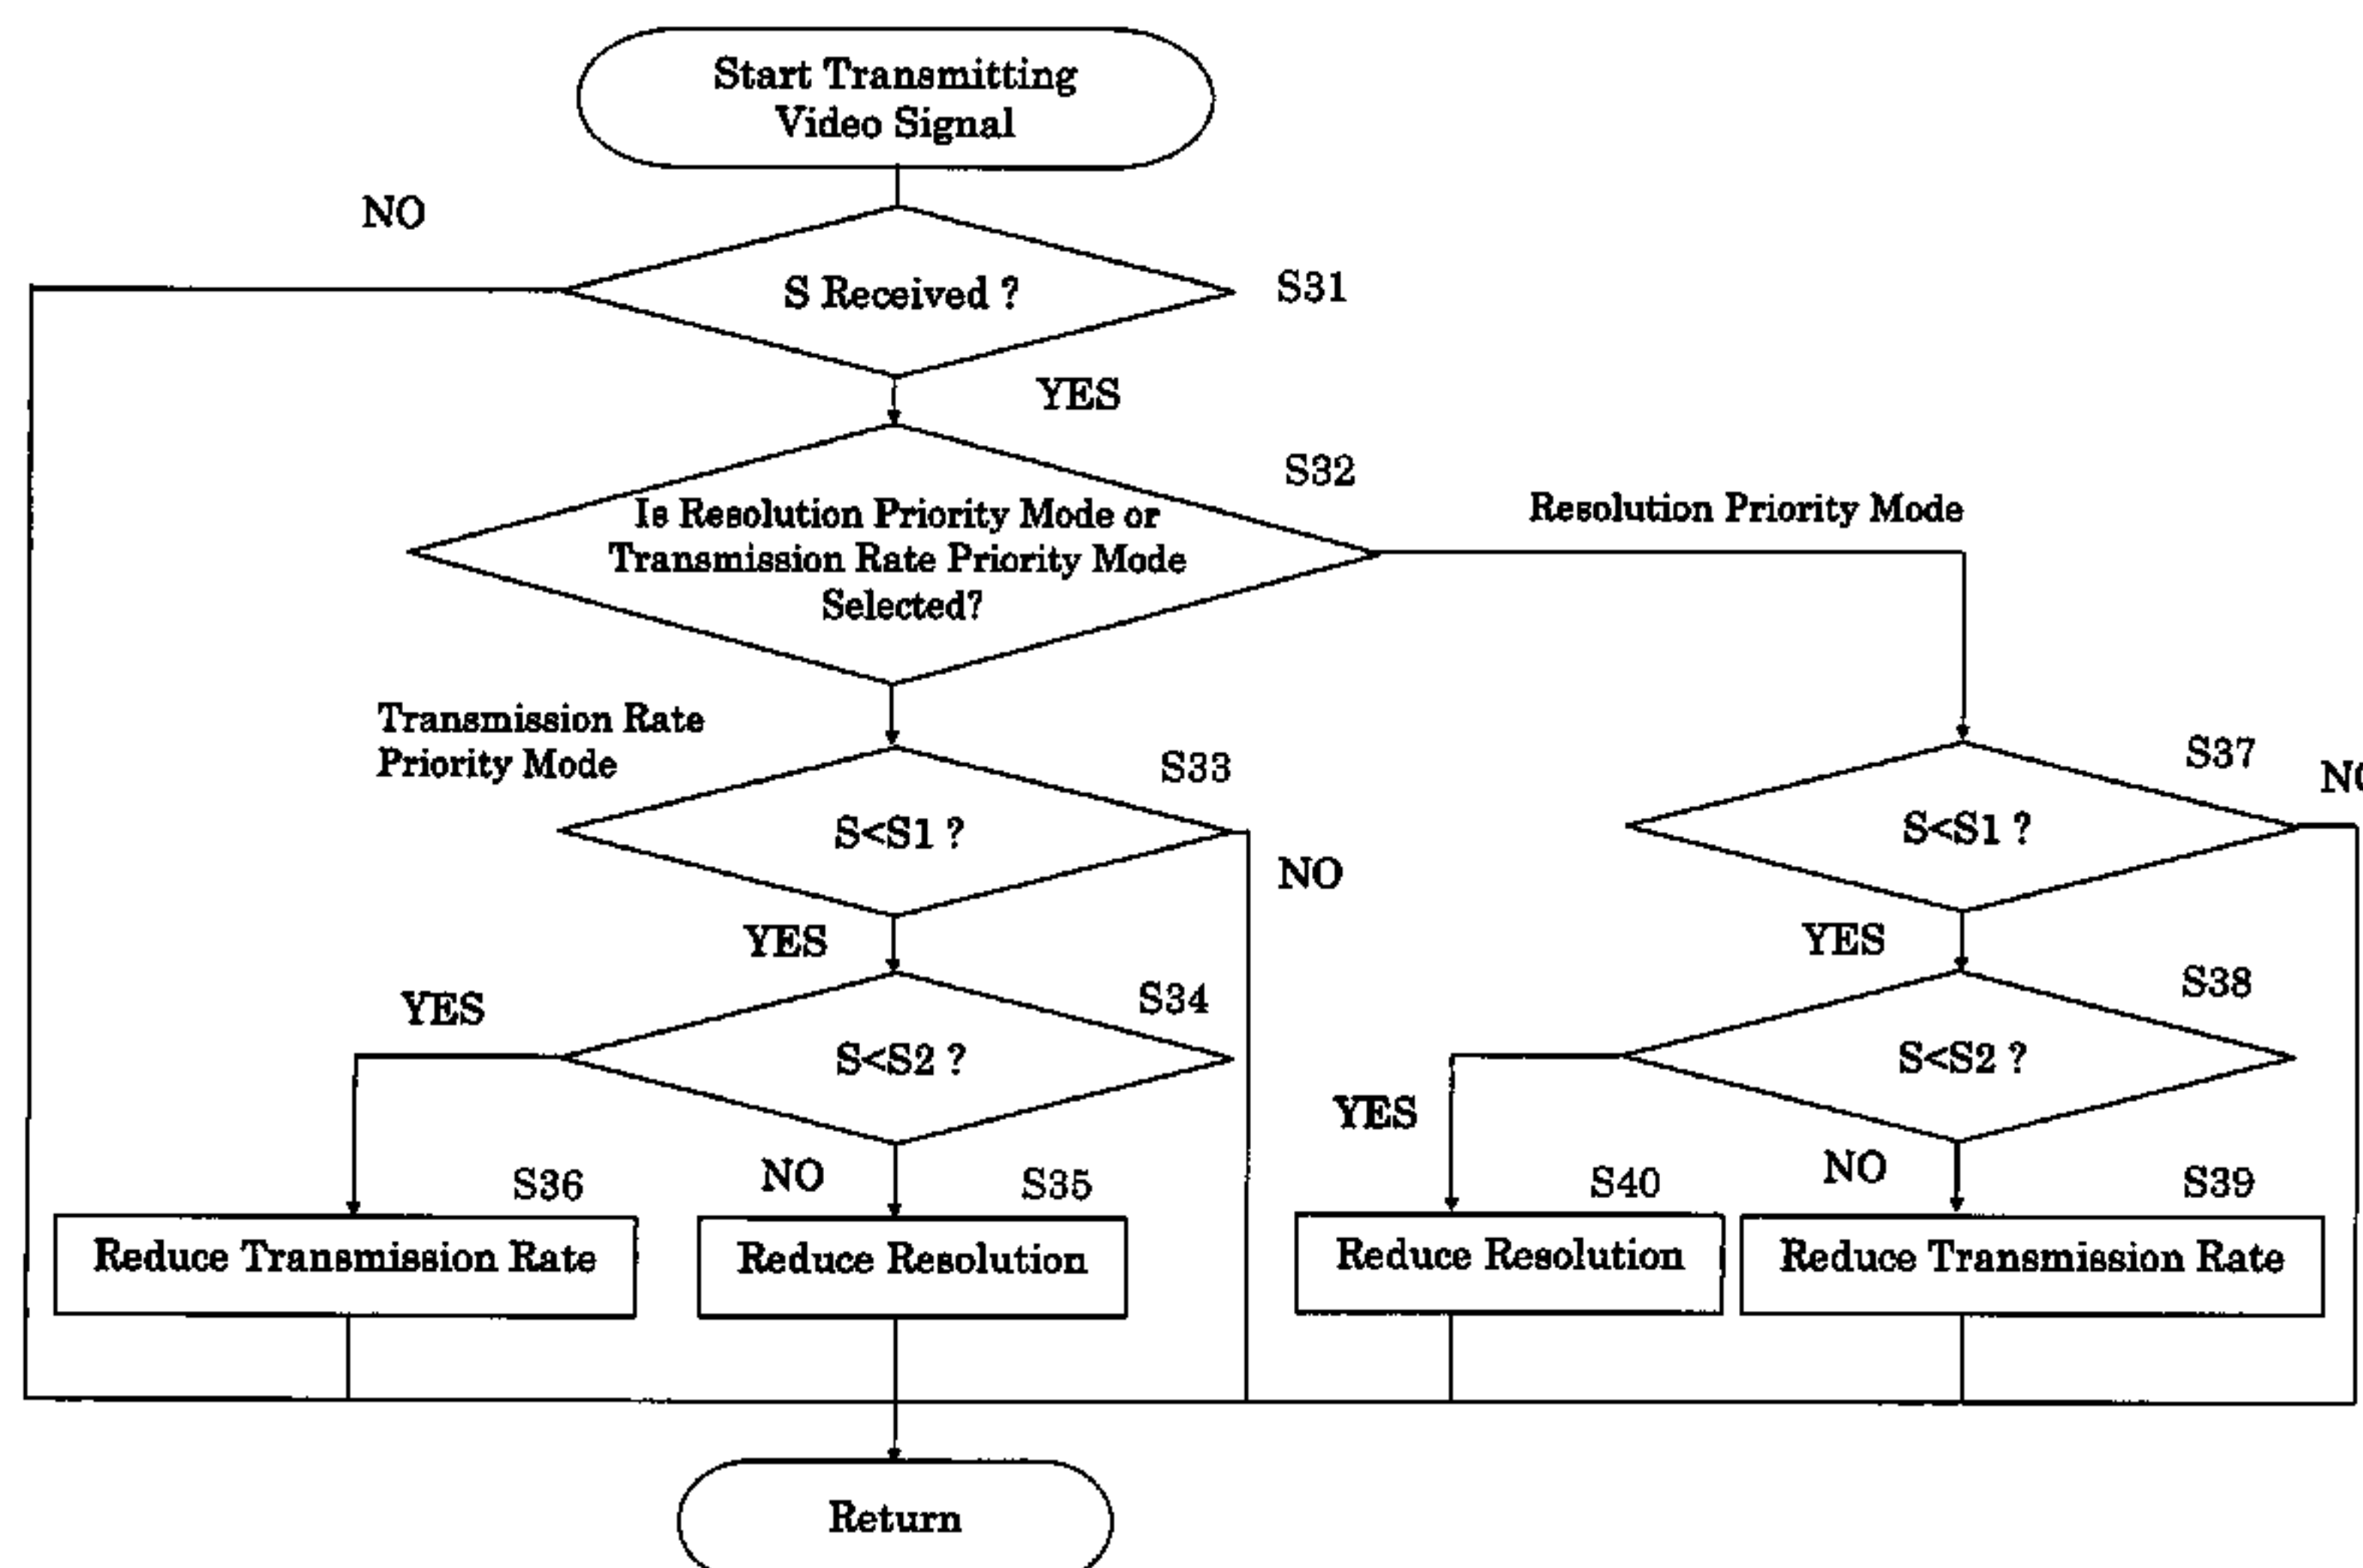 Start Transmitting
Video Signal
NO
S Received ?
S31
YES
S32
Is Resolution Priority Mode or
Transmission Rate Priority Mode
Selected?
Resolution Priority Mode
Transmission Rate
Priority Mode
S33
S<S1 ?
NO
YES
S37
S<S1 ?
YES
S34
S<S2 ?
YES
S38
S<S2 ?
YES
NO
S36
Reduce Transmission Rate
S35
Reduce Resolution
NO
S40
Reduce Resolution
S39
Reduce Transmission Rate
Return